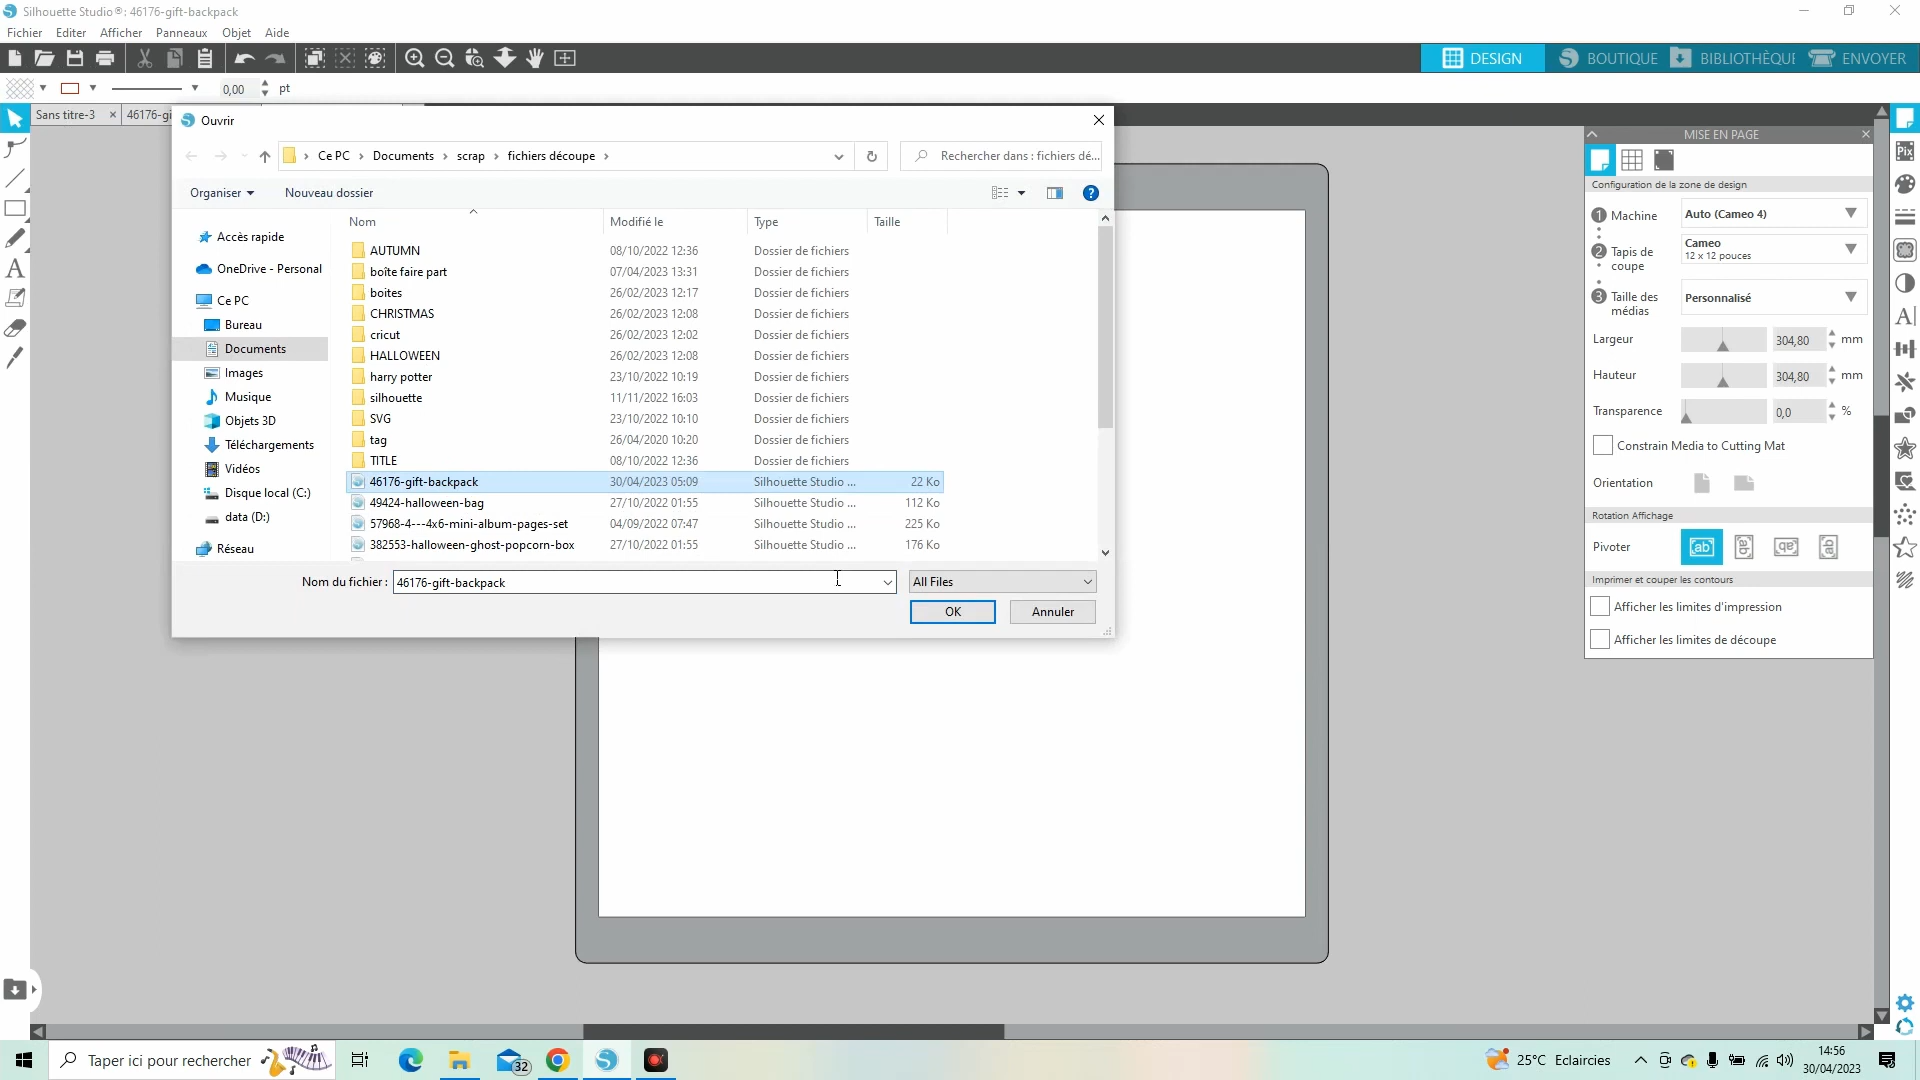 Silhouette Studio®: 46176-gift-backpack
Fichier Editer Afficher Panneaux Objet Aide
DESIGN BOUTIQUE BIBLIOTHÈQUI ENVOYER
0,00 pt
Sans titre-3 × 46176-gi
Ouvrir
Ce PC > Documents > scrap > fichiers découpe >
Rechercher dans : fichiers dé...
Organiser Nouveau dossier
Nom Modifié le Type Taille
Accès rapide
OneDrive - Personal
Ce PC
Bureau
Documents
Images
Musique
Objets 3D
Téléchargements
Vidéos
Disque local (C:)
data (D:)
Réseau
AUTUMN 08/10/2022 12:36 Dossier de fichiers
boîte faire part 07/04/2023 13:31 Dossier de fichiers
boites 26/02/2023 12:17 Dossier de fichiers
CHRISTMAS 26/02/2023 12:08 Dossier de fichiers
cricut 26/02/2023 12:02 Dossier de fichiers
HALLOWEEN 26/02/2023 12:08 Dossier de fichiers
harry potter 23/10/2022 10:19 Dossier de fichiers
silhouette 11/11/2022 16:03 Dossier de fichiers
SVG 23/10/2022 10:10 Dossier de fichiers
tag 26/04/2020 10:20 Dossier de fichiers
TITLE 08/10/2022 12:36 Dossier de fichiers
46176-gift-backpack 30/04/2023 05:09 Silhouette Studio ... 22 Ko
49424-halloween-bag 27/10/2022 01:55 Silhouette Studio ... 112 Ko
57968-4---4x6-mini-album-pages-set 04/09/2022 07:47 Silhouette Studio ... 225 Ko
382553-halloween-ghost-popcorn-box 27/10/2022 01:55 Silhouette Studio ... 176 Ko
Nom du fichier : 46176-gift-backpack All Files
OK Annuler
MISE EN PAGE
Configuration de la zone de design
1 Machine Auto (Cameo 4)
2 Tapis de coupe Cameo
12 x 12 pouces
3 Taille des médias Personnalisé
Largeur 304,80 mm
Hauteur 304,80 mm
Transparence 0,0 %
Constrain Media to Cutting Mat
Orientation
Rotation Affichage
Pivoter ab ab ab ab
Imprimer et couper les contours
Afficher les limites d'impression
Afficher les limites de découpe
Pix
A
A
Taper ici pour rechercher
32
25°C Eclaircies
14:56
30/04/2023